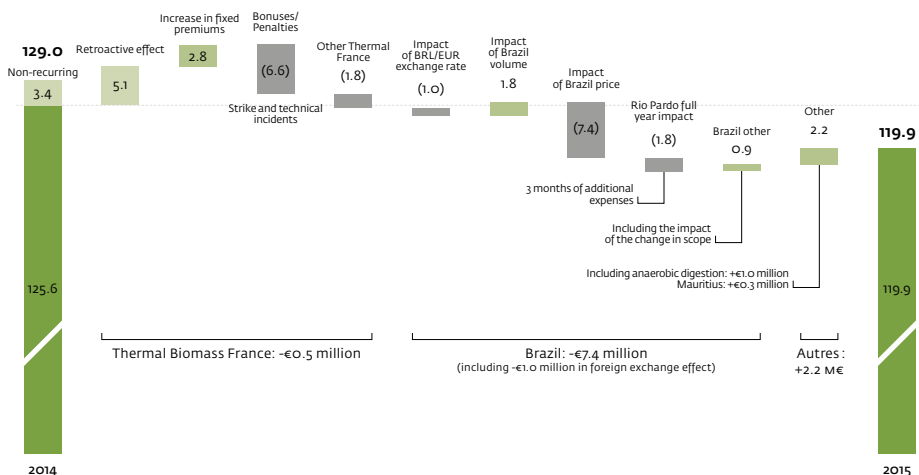 129.0
Non-recurring
3.4
125.6
2014
Retroactive effect
5.1
Increase in fixed
premiums
2.8
Bonuses/
Penalties
(6.6)
Strike and technical
incidents
Other Thermal
France
(1.8)
Impact
of BRL/EUR
exchange rate
(1.0)
Impact
of Brazil
volume
1.8
Impact
of Brazil price
(7.4)
Rio Pardo full
year impact
(1.8)
3 months of additional
expenses
Brazil other
0.9
Including the impact
of the change in scope
Other
2.2
Including anaerobic digestion: +€1.0 million
Mauritius: +€0.3 million
119.9
119.9
2015
Thermal Biomass France: -€0.5 million
Brazil: -€7.4 million
(including -€1.0 million in foreign exchange effect)
Autres :
+2.2 M€